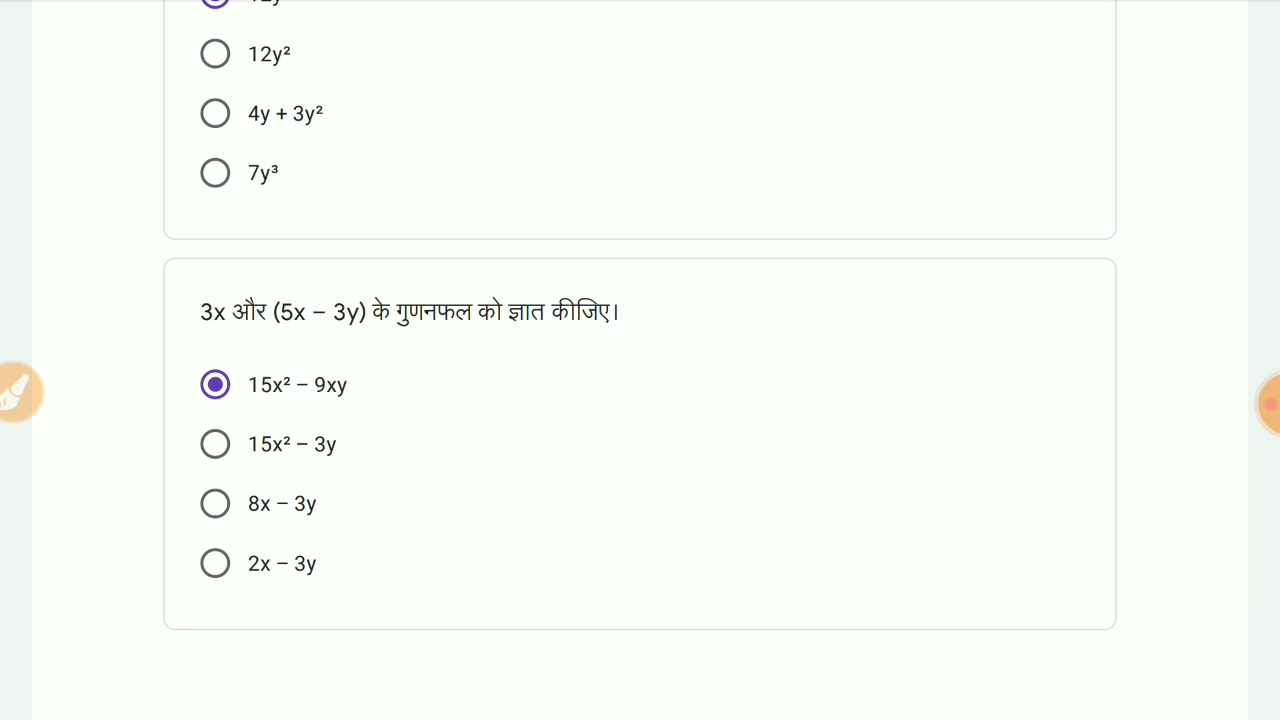 12y²
4y + 3y²
7y³
3x और (5x – 3y) के गुणनफल को ज्ञात कीजिए।
15x² – 9xy
15x² – 3y
8x – 3y
2x – 3y